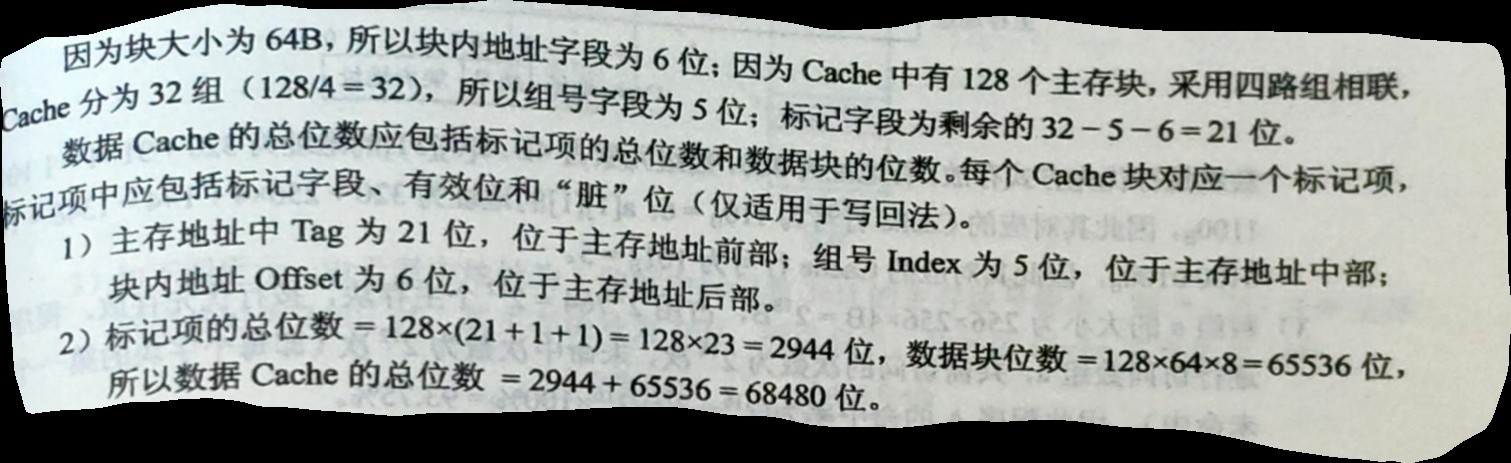 因为块大小为 64B，所以块内地址字段为 6 位；因为 Cache 中有 128 个主存块，采用四路组相联，
Cache 分为 32 组（128/4 = 32），所以组号字段为 5 位；标记字段为剩余的 32 − 5 − 6 = 21 位。
数据 Cache 的总位数应包括标记项的总位数和数据块的位数。每个 Cache 块对应一个标记项，
标记项中应包括标记字段、有效位和“脏”位（仅适用于写回法）。
1）主存地址中 Tag 为 21 位，位于主存地址前部；组号 Index 为 5 位，位于主存地址中部；
块内地址 Offset 为 6 位，位于主存地址后部。
2）标记项的总位数 = 128×(21 + 1 + 1) = 128×23 = 2944 位，数据块位数 = 128×64×8 = 65536 位，
所以数据 Cache 的总位数 = 2944 + 65536 = 68480 位。